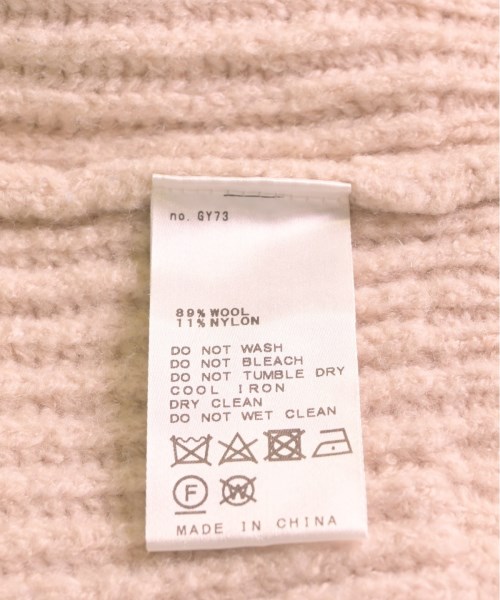 no. GY73
89% WOOL
11% NYLON
DO NOT WASH
DO NOT BLEACH
DO NOT TUMBLE DRY
COOL IRON
DRY CLEAN
DO NOT WET CLEAN
F W
MADE IN CHINA